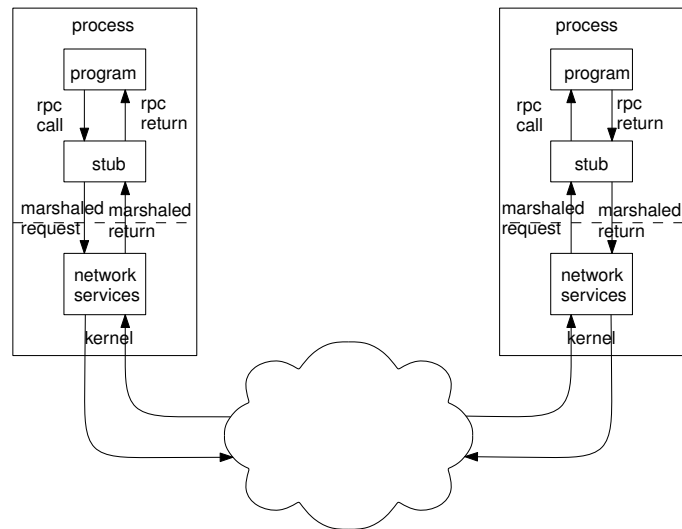 process
program
rpc
call
rpc
return
stub
marshaled
request
marshaled
return
network
services
kernel
process
program
rpc
call
rpc
return
stub
marshaled
request
marshaled
return
network
services
kernel